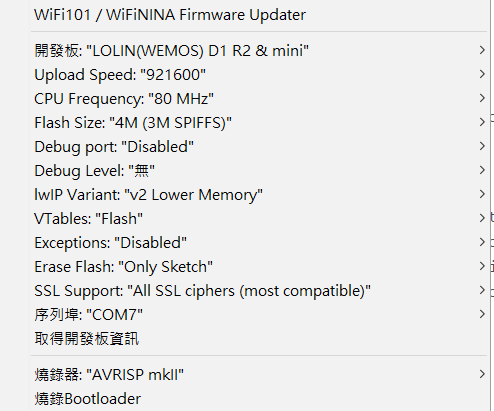 WiFi101 / WiFiNINA Firmware Updater
開發板: "LOLIN(WEMOS) D1 R2 & mini"
Upload Speed: "921600"
CPU Frequency: "80 MHz"
Flash Size: "4M (3M SPIFFS)"
Debug port: "Disabled"
Debug Level: "無"
lwIP Variant: "v2 Lower Memory"
VTables: "Flash"
Exceptions: "Disabled"
Erase Flash: "Only Sketch"
SSL Support: "All SSL ciphers (most compatible)"
序列埠: "COM7"
取得開發板資訊
燒錄器: "AVRISP mkII"
燒錄Bootloader